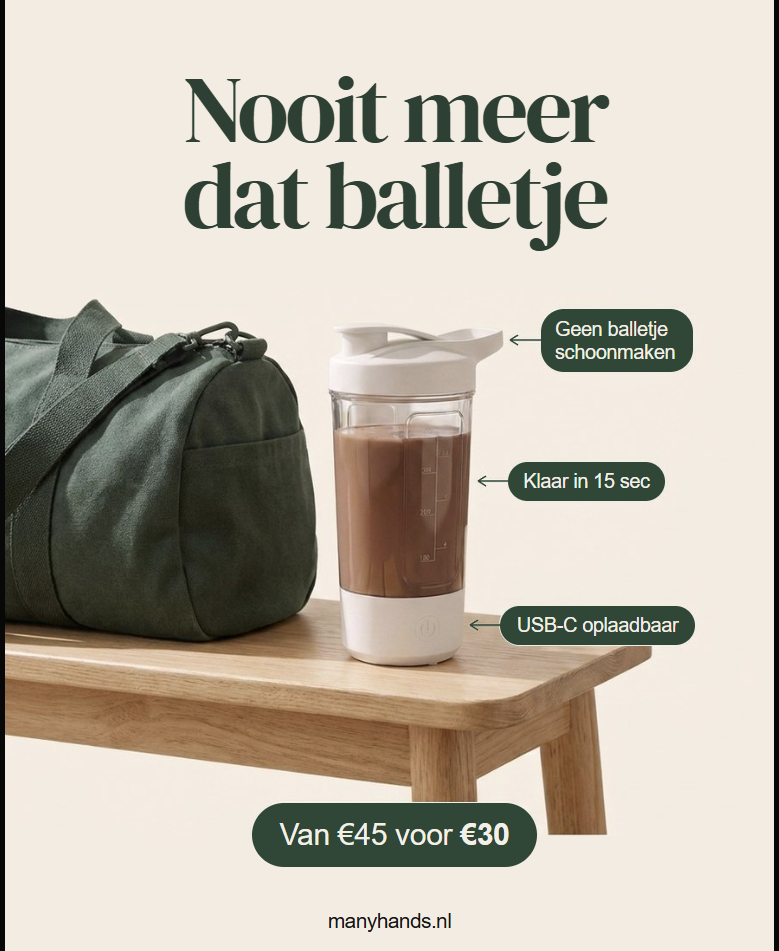 Nooit meer
dat balletje
Geen balletje
schoonmaken
Klaar in 15 sec
USB-C oplaadbaar
Van €45 voor €30
manyhands.nl